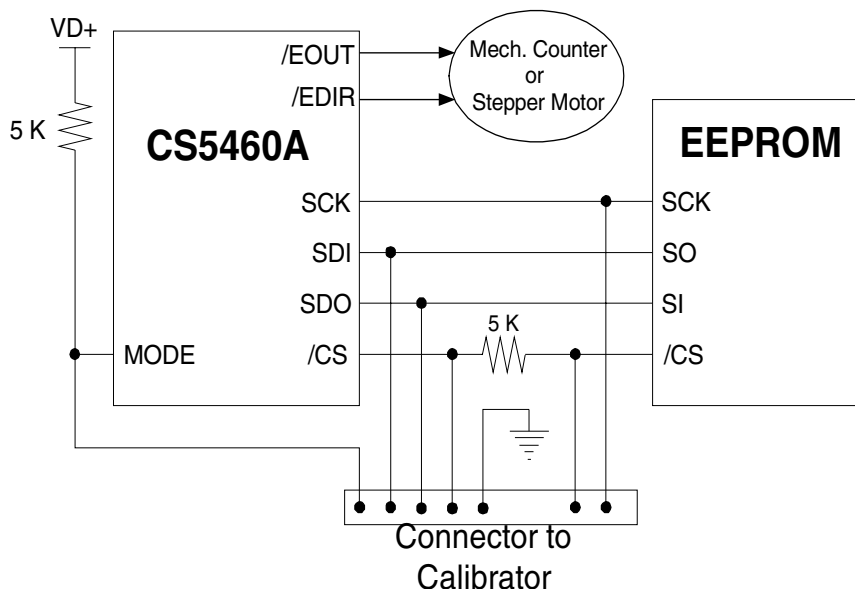 VD+
5 K
CS5460A
/EOUT
/EDIR
SCK
SDI
SDO
MODE
/CS
Mech. Counter
or
Stepper Motor
5 K
EEPROM
SCK
SO
SI
/CS
Connector to
Calibrator